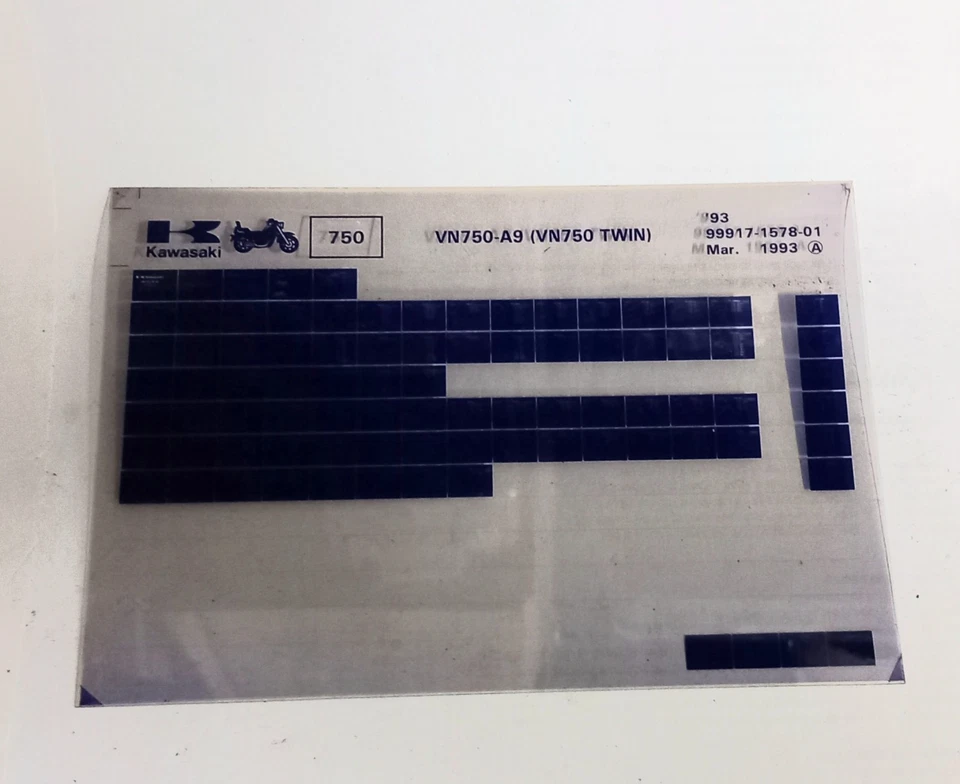 Kawasaki
750
VN750-A9 (VN750 TWIN)
'93
99917-1578-01
Mar. 1993 Ⓐ